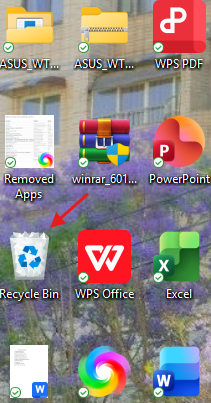 ASUS_WT... ASUS_WT... WPS PDF
Removed Apps winrar_601... PowerPoint
Recycle Bin WPS Office Excel